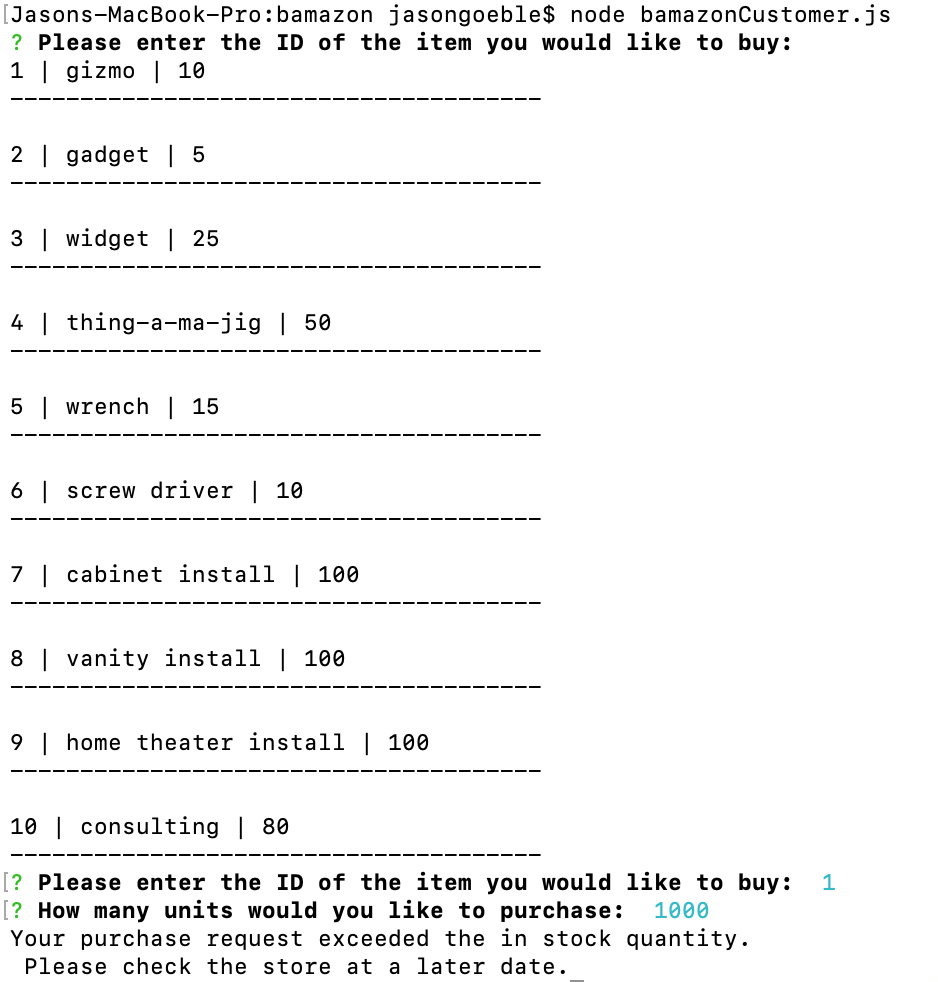 [Jasons-MacBook-Pro:bamazon jasongoeble$ node bamazonCustomer.js
? Please enter the ID of the item you would like to buy:
1 | gizmo | 10
--------------------------------------
2 | gadget | 5
--------------------------------------
3 | widget | 25
--------------------------------------
4 | thing-a-ma-jig | 50
--------------------------------------
5 | wrench | 15
--------------------------------------
6 | screw driver | 10
--------------------------------------
7 | cabinet install | 100
--------------------------------------
8 | vanity install | 100
--------------------------------------
9 | home theater install | 100
--------------------------------------
10 | consulting | 80
--------------------------------------
[? Please enter the ID of the item you would like to buy:  1
[? How many units would you like to purchase:  1000
Your purchase request exceeded the in stock quantity.
 Please check the store at a later date._